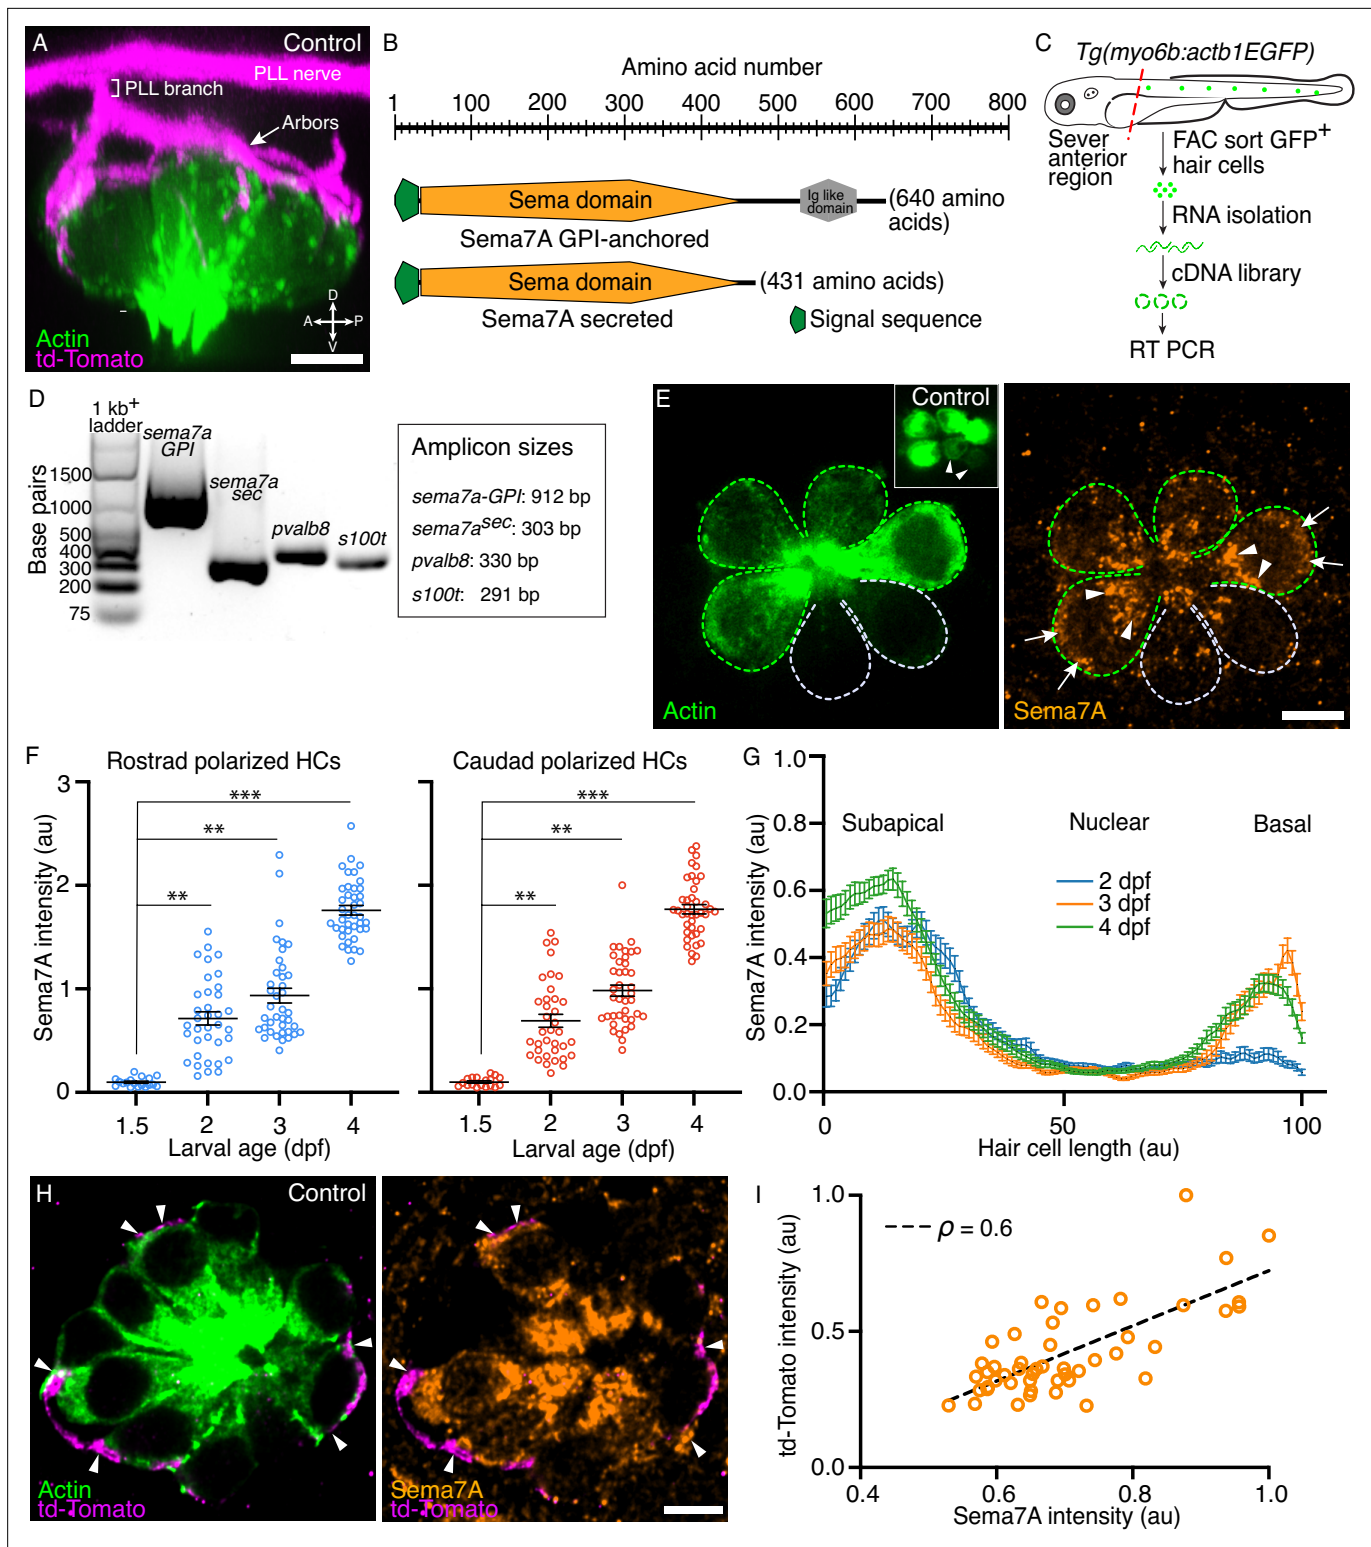 A
Control
PLL nerve
PLL branch
Arbors
D
A
P
V
Actin
td-Tomato
B
Amino acid number
1 100 200 300 400 500 600 700 800
Sema domain
Ig like
domain
(640 amino
acids)
Sema7A GPI-anchored
Sema domain
(431 amino acids)
Sema7A secreted
Signal sequence
C
Tg(myo6b:actb1EGFP)
Sever
anterior
region
FAC sort GFP+
hair cells
RNA isolation
cDNA library
RT PCR
D
1 kb+
ladder
sema7a
GPI
sema7a
sec
pvalb8
s100t
Base pairs
1500
1000
500
400
300
200
75
Amplicon sizes
sema7a-GPI: 912 bp
sema7asec: 303 bp
pvalb8: 330 bp
s100t: 291 bp
E
Control
Actin
Sema7A
F
Rostrad polarized HCs
Caudad polarized HCs
Sema7A intensity (au)
3
2
1
0
***
**
**
***
**
**
1.5 2 3 4
Larval age (dpf)
1.5 2 3 4
Larval age (dpf)
G
Sema7A intensity (au)
1.0
0.8
0.6
0.4
0.2
0.0
Subapical
Nuclear
Basal
2 dpf
3 dpf
4 dpf
0 50 100
Hair cell length (au)
H
Control
Actin
td-Tomato
Sema7A
td-Tomato
I
td-Tomato intensity (au)
1.0
0.5
0.0
ρ = 0.6
0.4 0.6 0.8 1.0
Sema7A intensity (au)